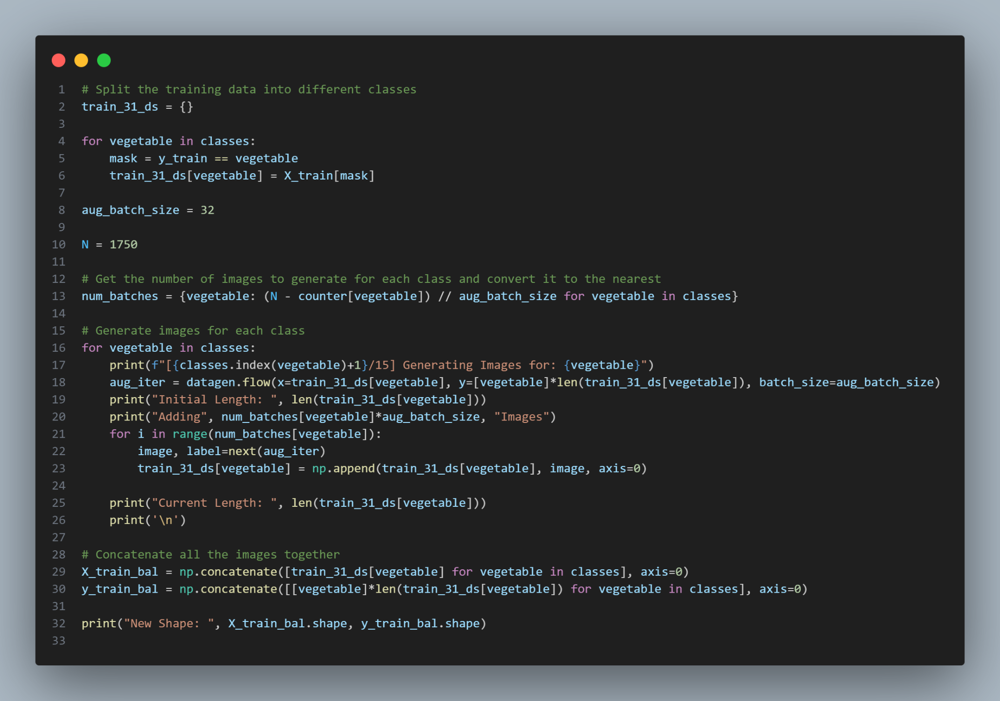 1 # Split the training data into different classes
2 train_31_ds = {}
3
4 for vegetable in classes:
5     mask = y_train == vegetable
6     train_31_ds[vegetable] = X_train[mask]
7
8 aug_batch_size = 32
9
10 N = 1750
11
12 # Get the number of images to generate for each class and convert it to the nearest
13 num_batches = {vegetable: (N - counter[vegetable]) // aug_batch_size for vegetable in classes}
14
15 # Generate images for each class
16 for vegetable in classes:
17     print(f"[{classes.index(vegetable)+1}/15] Generating Images for: {vegetable}")
18     aug_iter = datagen.flow(x=train_31_ds[vegetable], y=[vegetable]*len(train_31_ds[vegetable]), batch_size=aug_batch_size)
19     print("Initial Length: ", len(train_31_ds[vegetable]))
20     print("Adding", num_batches[vegetable]*aug_batch_size, "Images")
21     for i in range(num_batches[vegetable]):
22         image, label=next(aug_iter)
23         train_31_ds[vegetable] = np.append(train_31_ds[vegetable], image, axis=0)
24
25     print("Current Length: ", len(train_31_ds[vegetable]))
26     print('\n')
27
28 # Concatenate all the images together
29 X_train_bal = np.concatenate([train_31_ds[vegetable] for vegetable in classes], axis=0)
30 y_train_bal = np.concatenate([[vegetable]*len(train_31_ds[vegetable]) for vegetable in classes], axis=0)
31
32 print("New Shape: ", X_train_bal.shape, y_train_bal.shape)
33